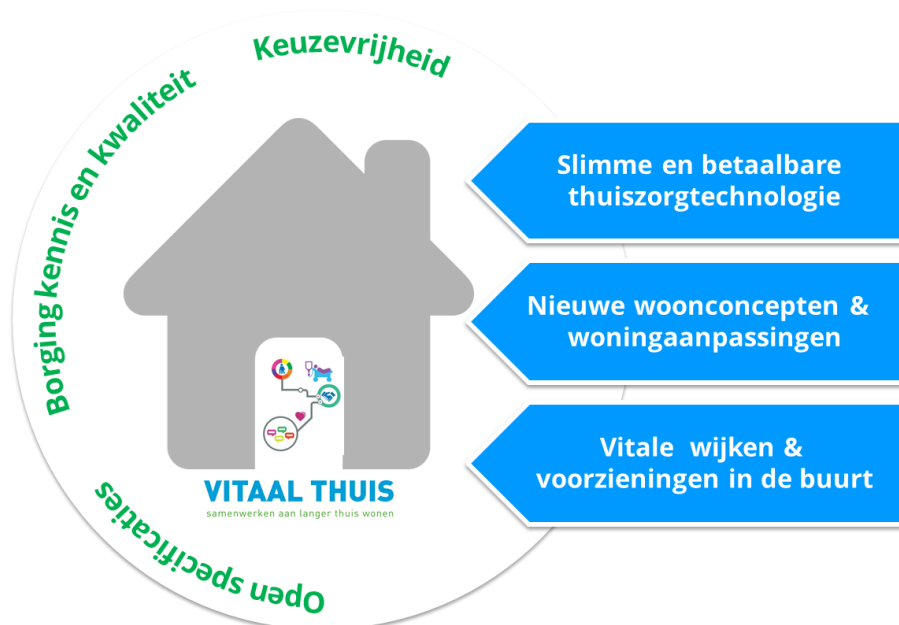 Keuzevrijheid
Borging kennis en kwaliteit
Open specificaties
Slimme en betaalbare
thuiszorgtechnologie
Nieuwe woonconcepten &
woningaanpassingen
Vitale wijken &
voorzieningen in de buurt
VITAAL THUIS
samenwerken aan langer thuis wonen